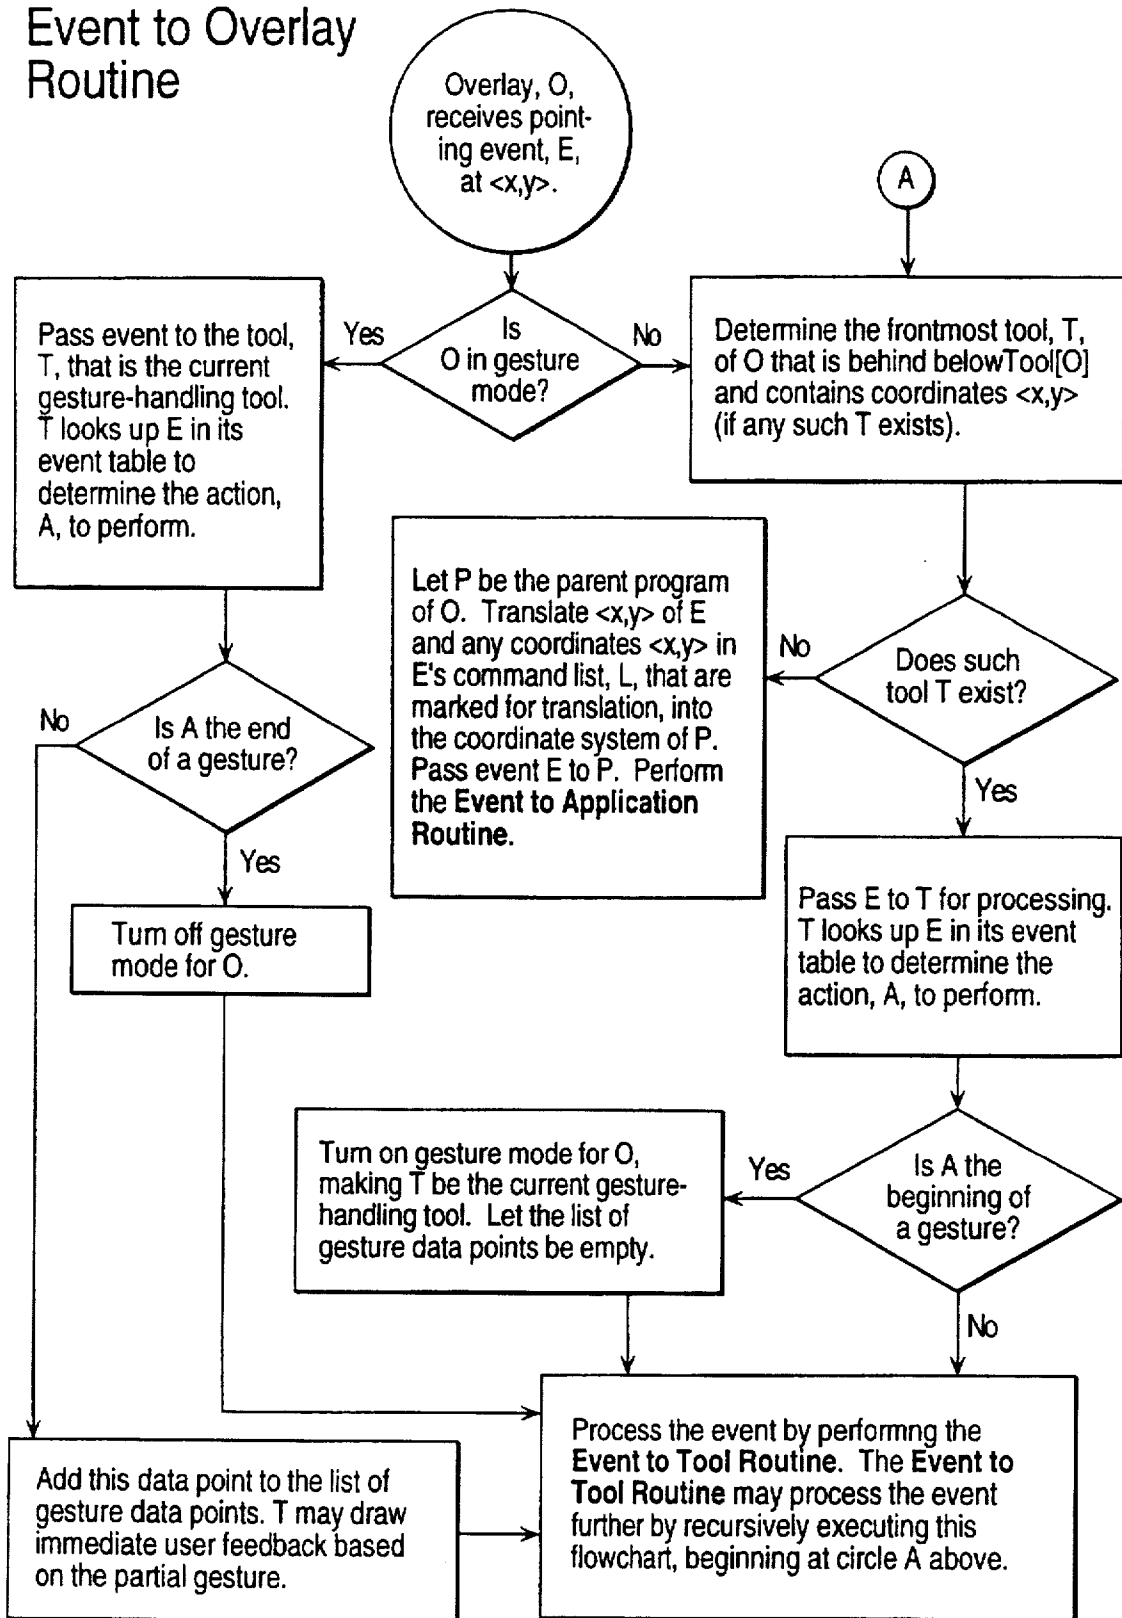 Event to Overlay
Routine
Overlay, O,
receives point-
ing event, E,
at <x,y>.
A
Is
O in gesture
mode?
Yes
No
Pass event to the tool,
T, that is the current
gesture-handling tool.
T looks up E in its
event table to
determine the action,
A, to perform.
Determine the frontmost tool, T,
of O that is behind belowTool[O]
and contains coordinates <x,y>
(if any such T exists).
Let P be the parent program
of O. Translate <x,y> of E
and any coordinates <x,y> in
E's command list, L, that are
marked for translation, into
the coordinate system of P.
Pass event E to P. Perform
the Event to Application
Routine.
No
Does such
tool T exist?
Yes
No
Is A the end
of a gesture?
Yes
Turn off gesture
mode for O.
Pass E to T for processing.
T looks up E in its event
table to determine the
action, A, to perform.
Turn on gesture mode for O,
making T be the current gesture-
handling tool. Let the list of
gesture data points be empty.
Yes
Is A the
beginning of
a gesture?
No
Add this data point to the list of
gesture data points. T may draw
immediate user feedback based
on the partial gesture.
Process the event by performng the
Event to Tool Routine. The Event to
Tool Routine may process the event
further by recursively executing this
flowchart, beginning at circle A above.